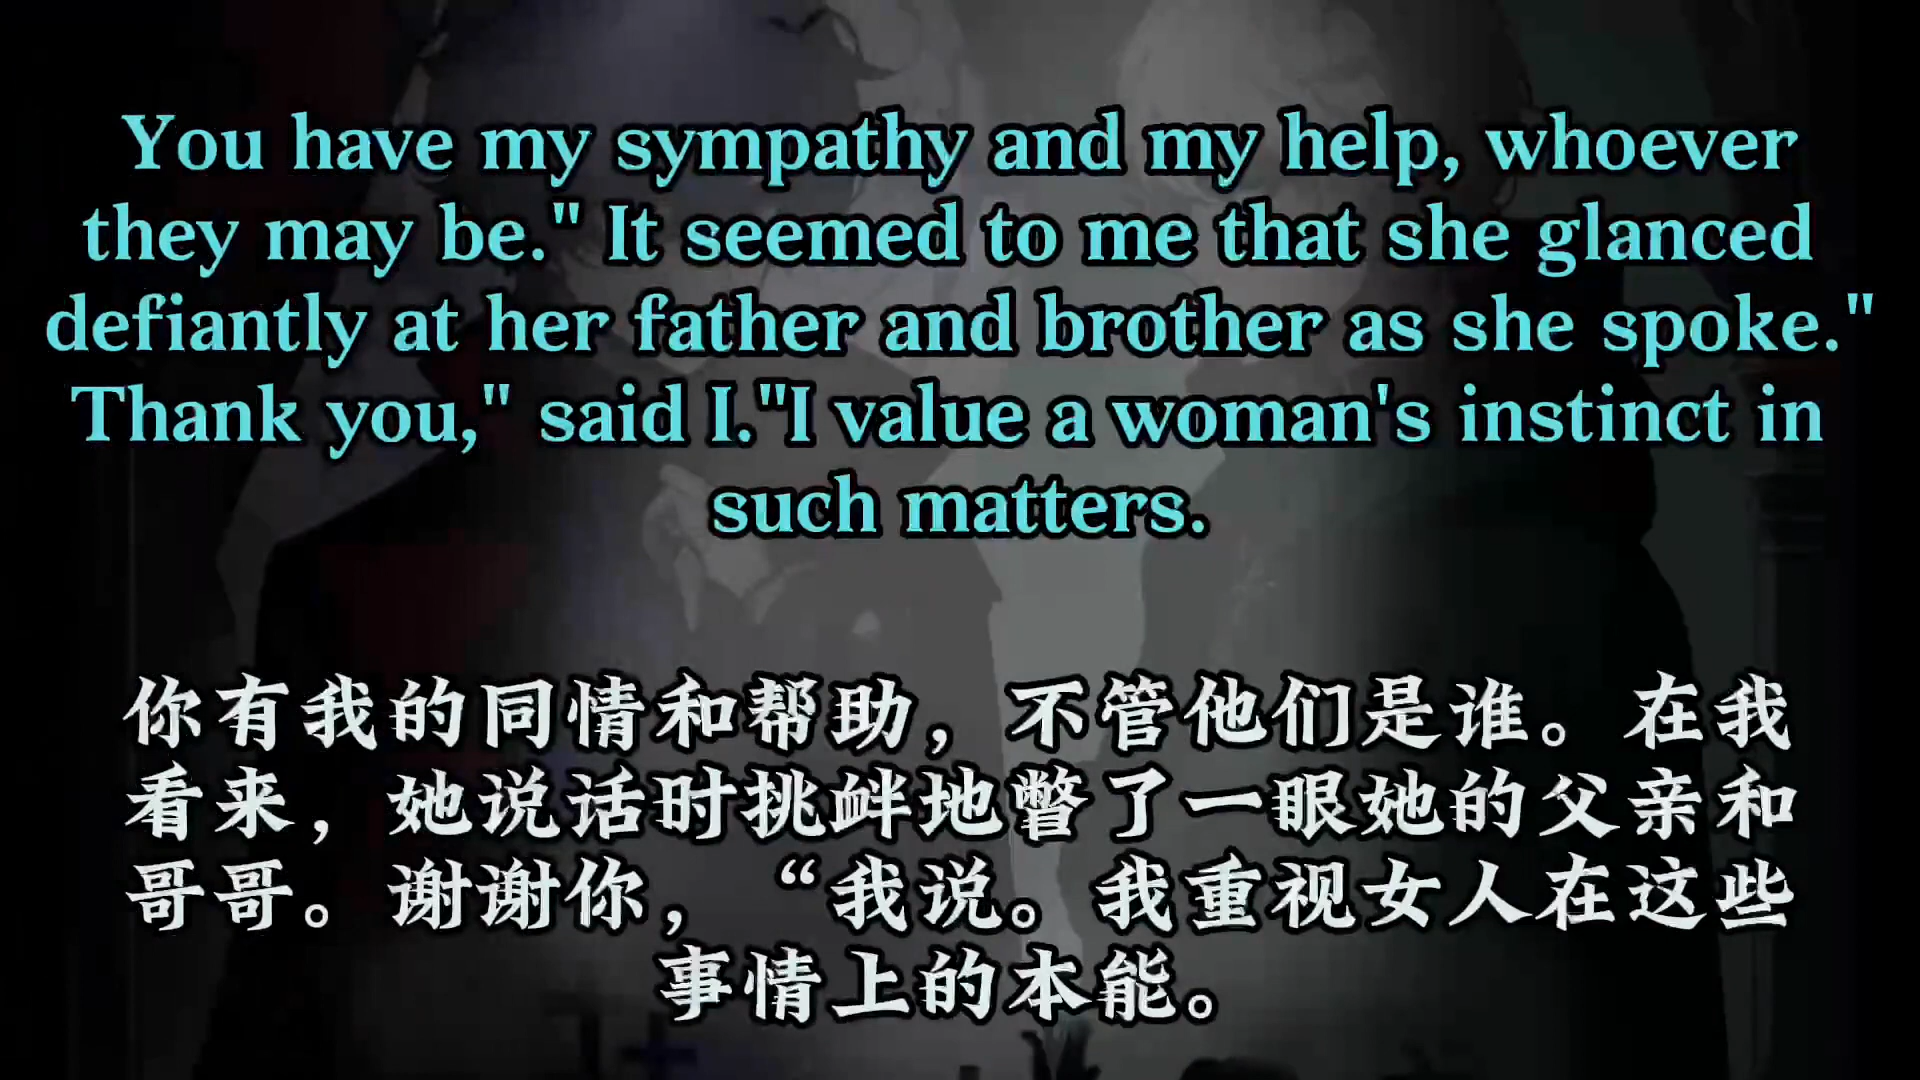 You have my sympathy and my help, whoever
they may be." It seemed to me that she glanced
defiantly at her father and brother as she spoke."
Thank you," said I."I value a woman's instinct in
such matters.
你有我的同情和帮助，不管他们是谁。在我
看来，她说话时挑衅地瞥了一眼她的父亲和
哥哥。谢谢你，“我说。我重视女人在这些
事情上的本能。